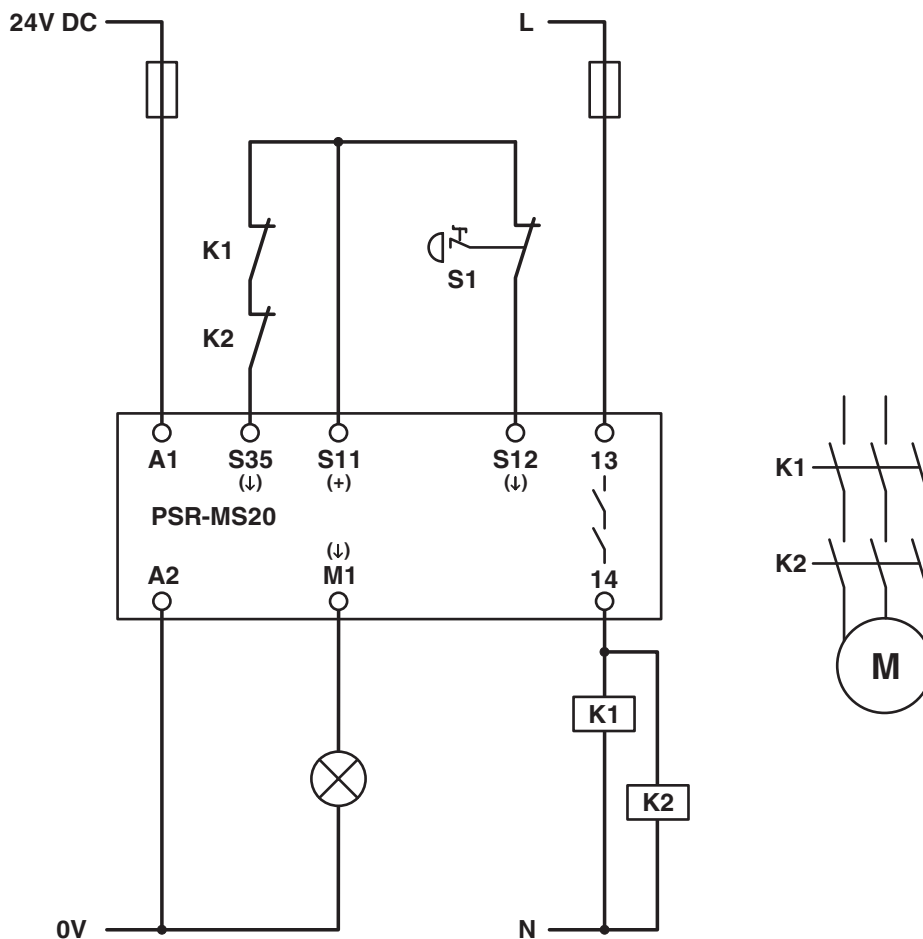 24V DC
L
K1
S1
K2
A1 S35 S11 S12 13
(↓) (+) (↓)
PSR-MS20
(↓)
A2 M1 14
K1
K2
0V N
K1
K2
M